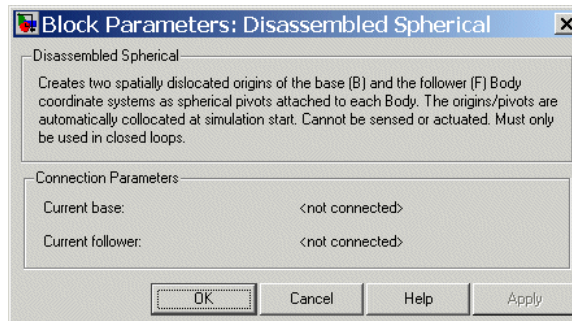 Block Parameters: Disassembled Spherical
Disassembled Spherical
Creates two spatially dislocated origins of the base (B) and the follower (F) Body
coordinate systems as spherical pivots attached to each Body. The origins/pivots are
automatically collocated at simulation start. Cannot be sensed or actuated. Must only
be used in closed loops.
Connection Parameters
Current base: <not connected>
Current follower: <not connected>
OK Cancel Help Apply